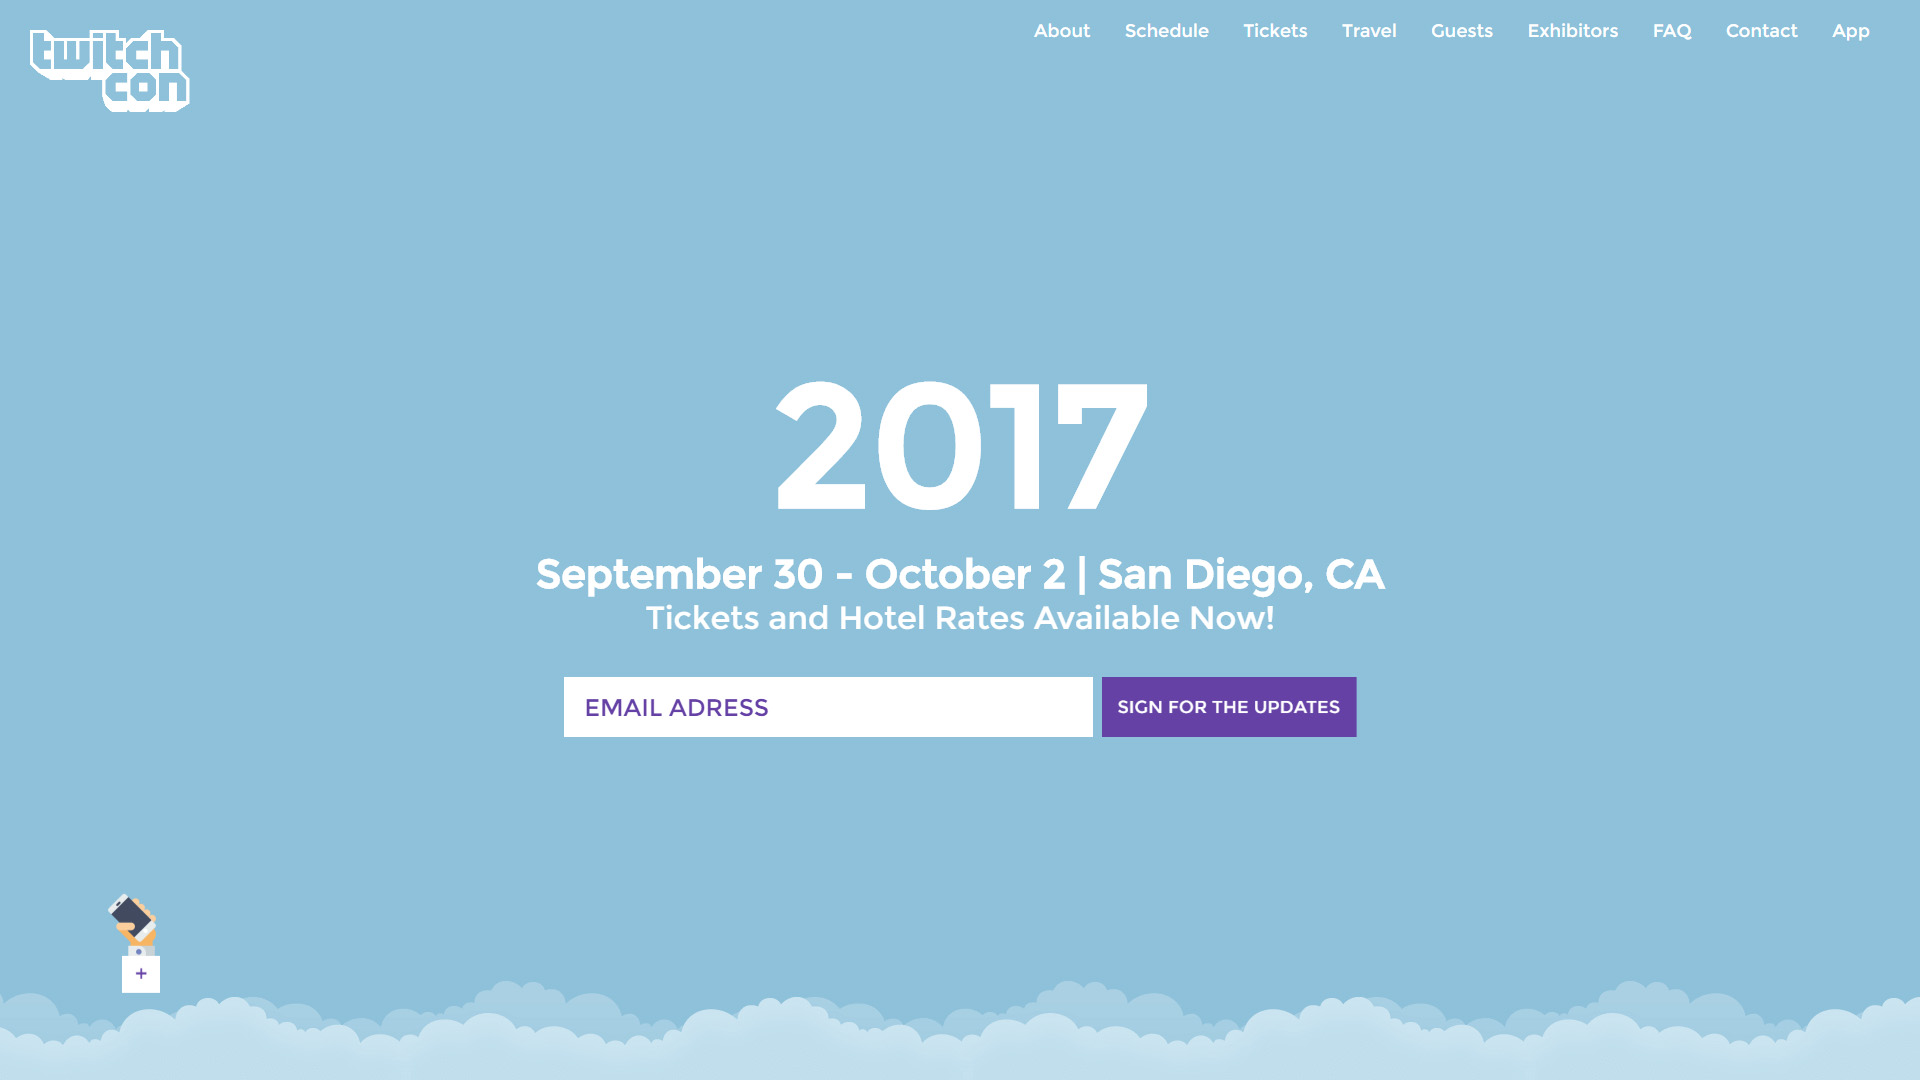 twitch
con
About Schedule Tickets Travel Guests Exhibitors FAQ Contact App
2017
September 30 - October 2 | San Diego, CA
Tickets and Hotel Rates Available Now!
EMAIL ADRESS
SIGN FOR THE UPDATES
+